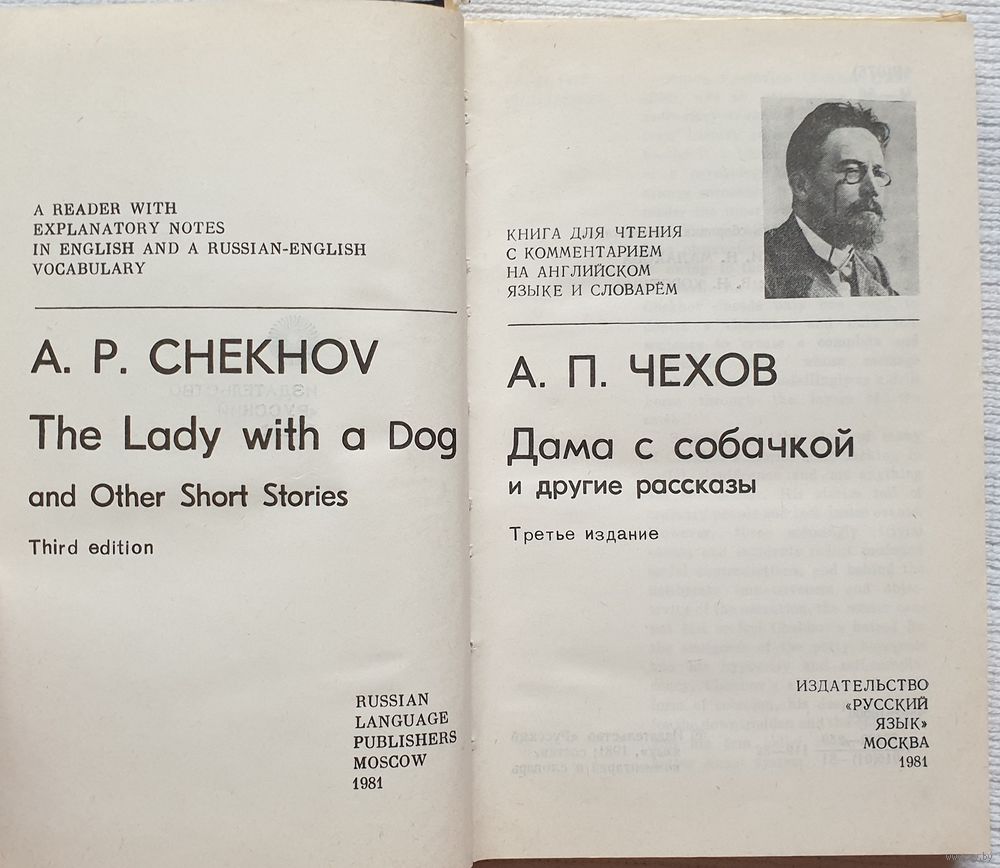 A READER WITH
EXPLANATORY NOTES
IN ENGLISH AND A RUSSIAN-ENGLISH
VOCABULARY
A. P. CHEKHOV
The Lady with a Dog
and Other Short Stories
Third edition
RUSSIAN
LANGUAGE
PUBLISHERS
MOSCOW
1981
КНИГА ДЛЯ ЧТЕНИЯ
С КОММЕНТАРИЕМ
НА АНГЛИЙСКОМ
ЯЗЫКЕ И СЛОВАРЁМ
А. П. ЧЕХОВ
Дама с собачкой
и другие рассказы
Третье издание
ИЗДАТЕЛЬСТВО
«РУССКИЙ
ЯЗЫК»
МОСКВА
1981